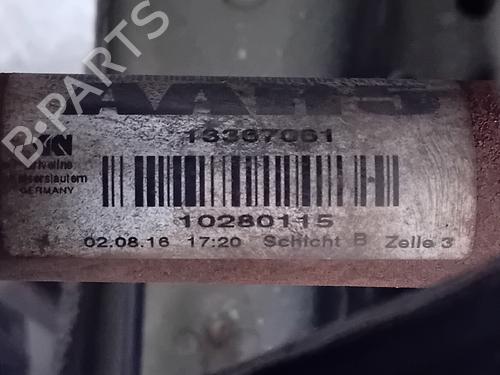 B-PARTS
13367061
GERMANY
10280115
02.08.16 17:20 Schicht B Zelle 3